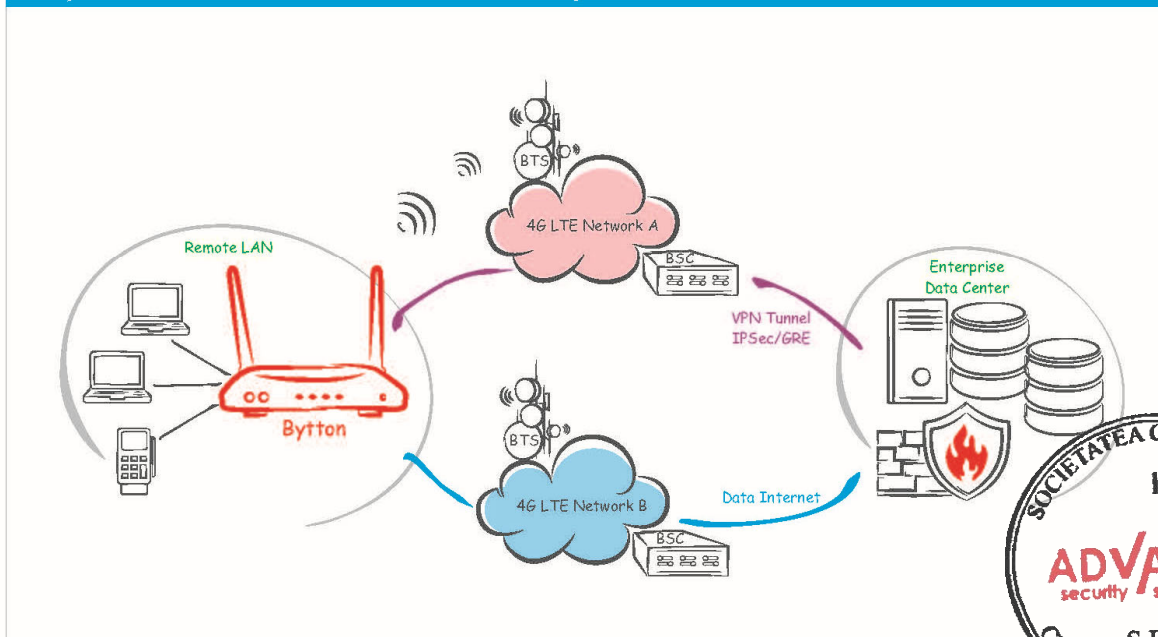 BTS
4G LTE Network A
BSC
Remote LAN
Enterprise
Data Center
VPN Tunnel
IPSec/GRE
Bytton
BTS
4G LTE Network B
BSC
Data Internet
SOCIETATEA C
ADVA
security